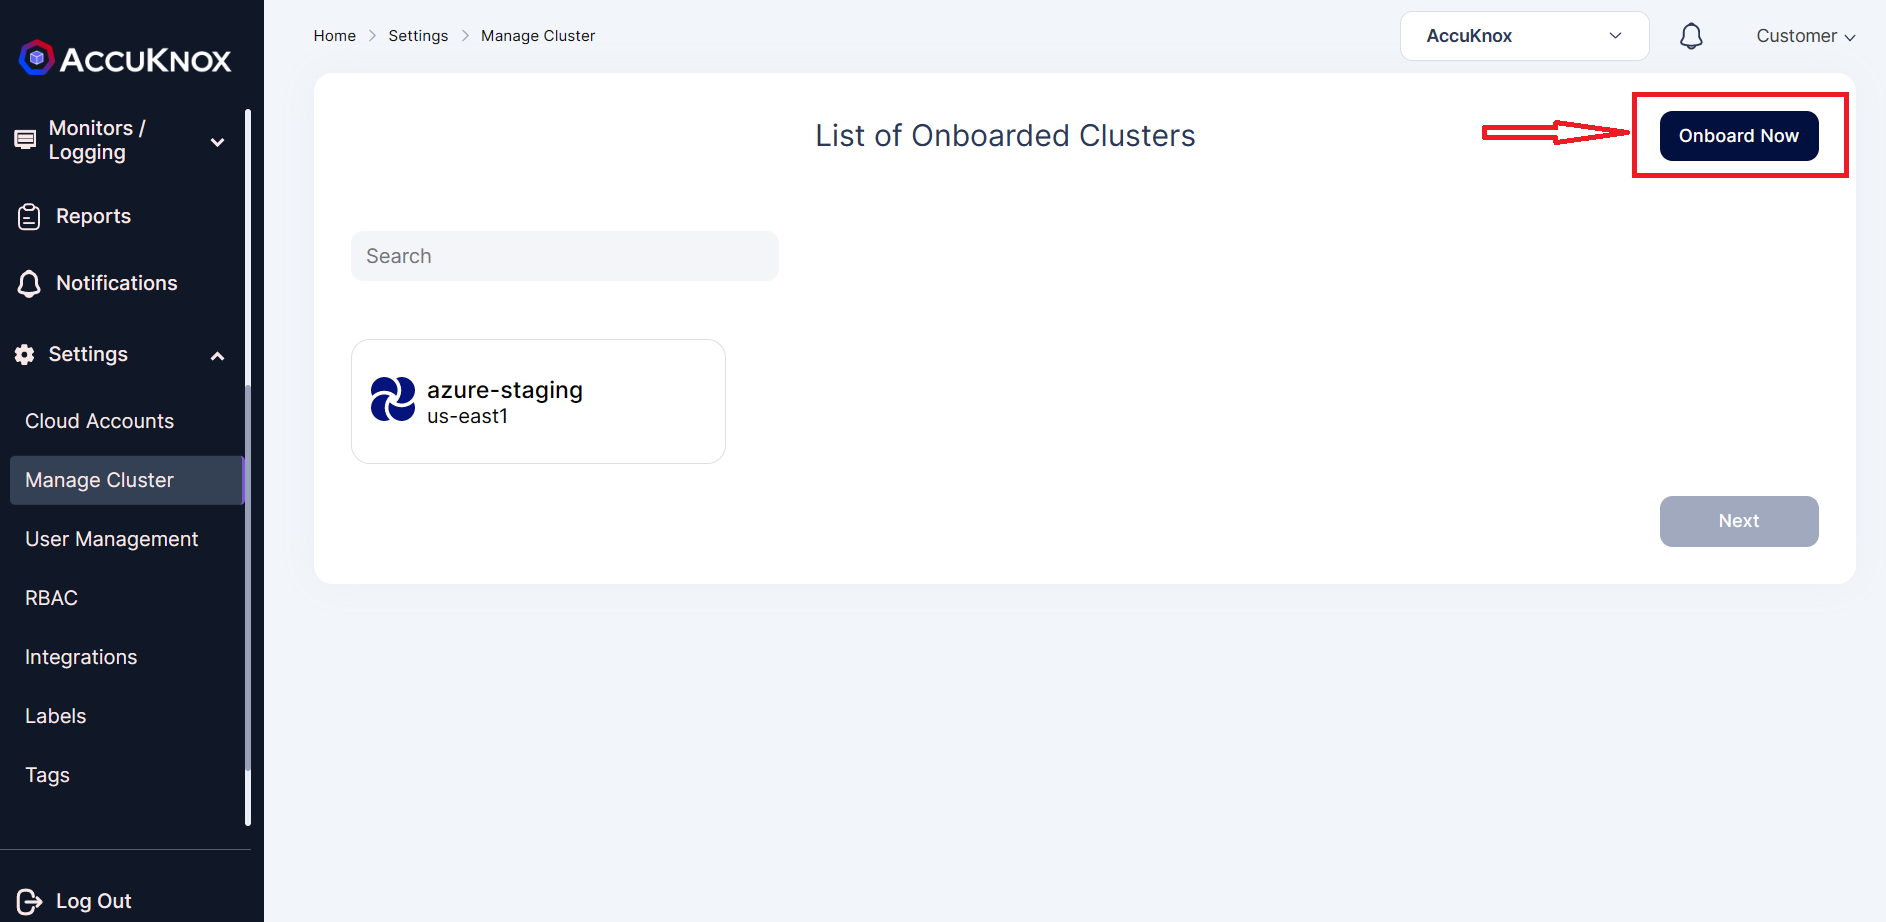 ACCUKNOX
Monitors /
Logging
Reports
Notifications
Settings
Cloud Accounts
Manage Cluster
User Management
RBAC
Integrations
Labels
Tags
Log Out
Home > Settings > Manage Cluster
AccuKnox
Customer
List of Onboarded Clusters
Onboard Now
Search
azure-staging
us-east1
Next